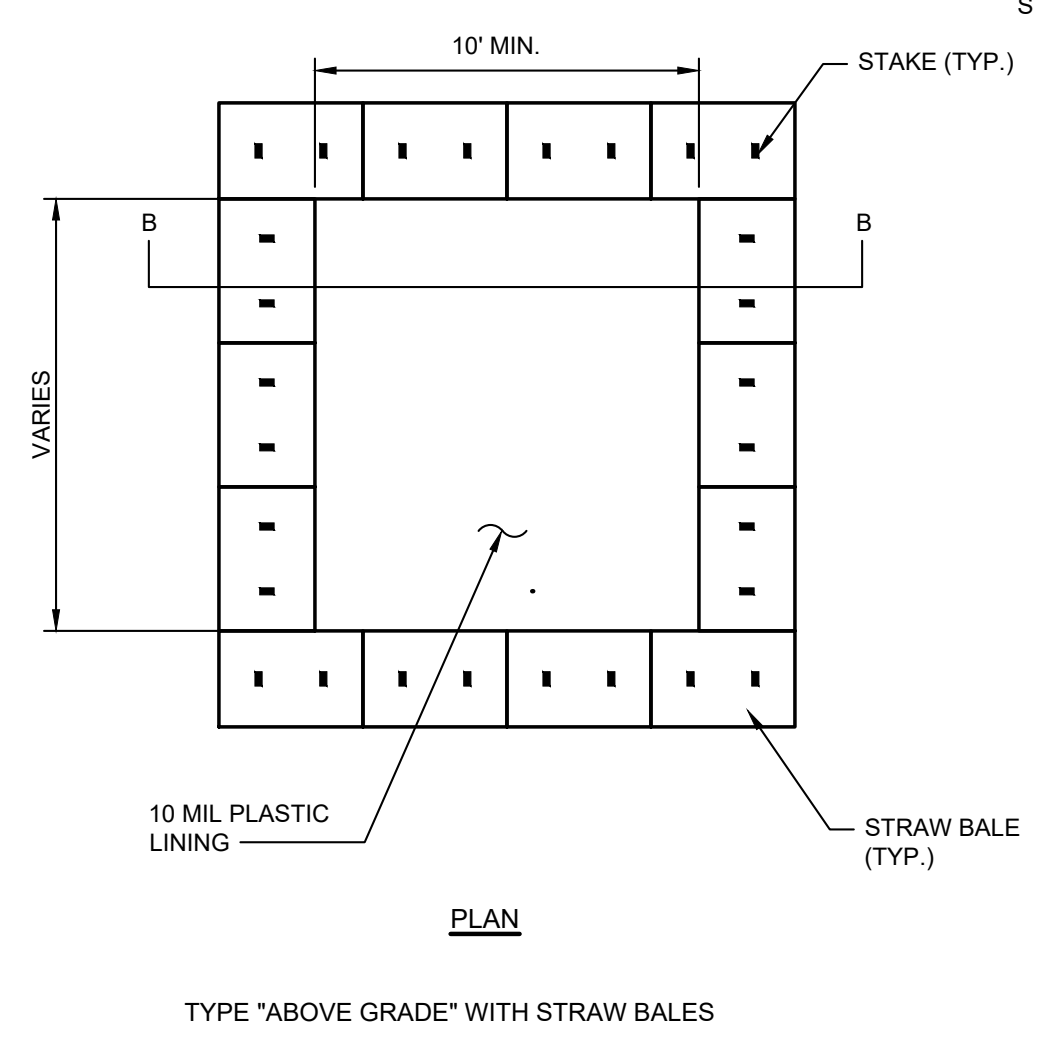 S
10' MIN.
STAKE (TYP.)
B
B
VARIES
10 MIL PLASTIC
LINING
STRAW BALE
(TYP.)
PLAN
TYPE "ABOVE GRADE" WITH STRAW BALES